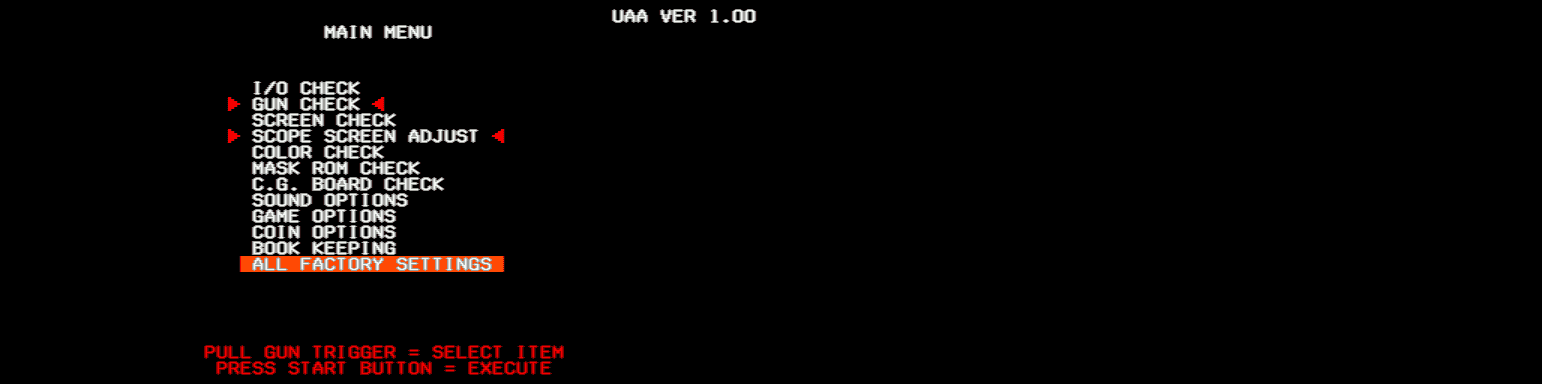 UAA VER 1.00
MAIN MENU
I/O CHECK
GUN CHECK
SCREEN CHECK
SCOPE SCREEN ADJUST
COLOR CHECK
MASK ROM CHECK
C.G. BOARD CHECK
SOUND OPTIONS
GAME OPTIONS
COIN OPTIONS
BOOK KEEPING
ALL FACTORY SETTINGS
PULL GUN TRIGGER = SELECT ITEM
PRESS START BUTTON = EXECUTE